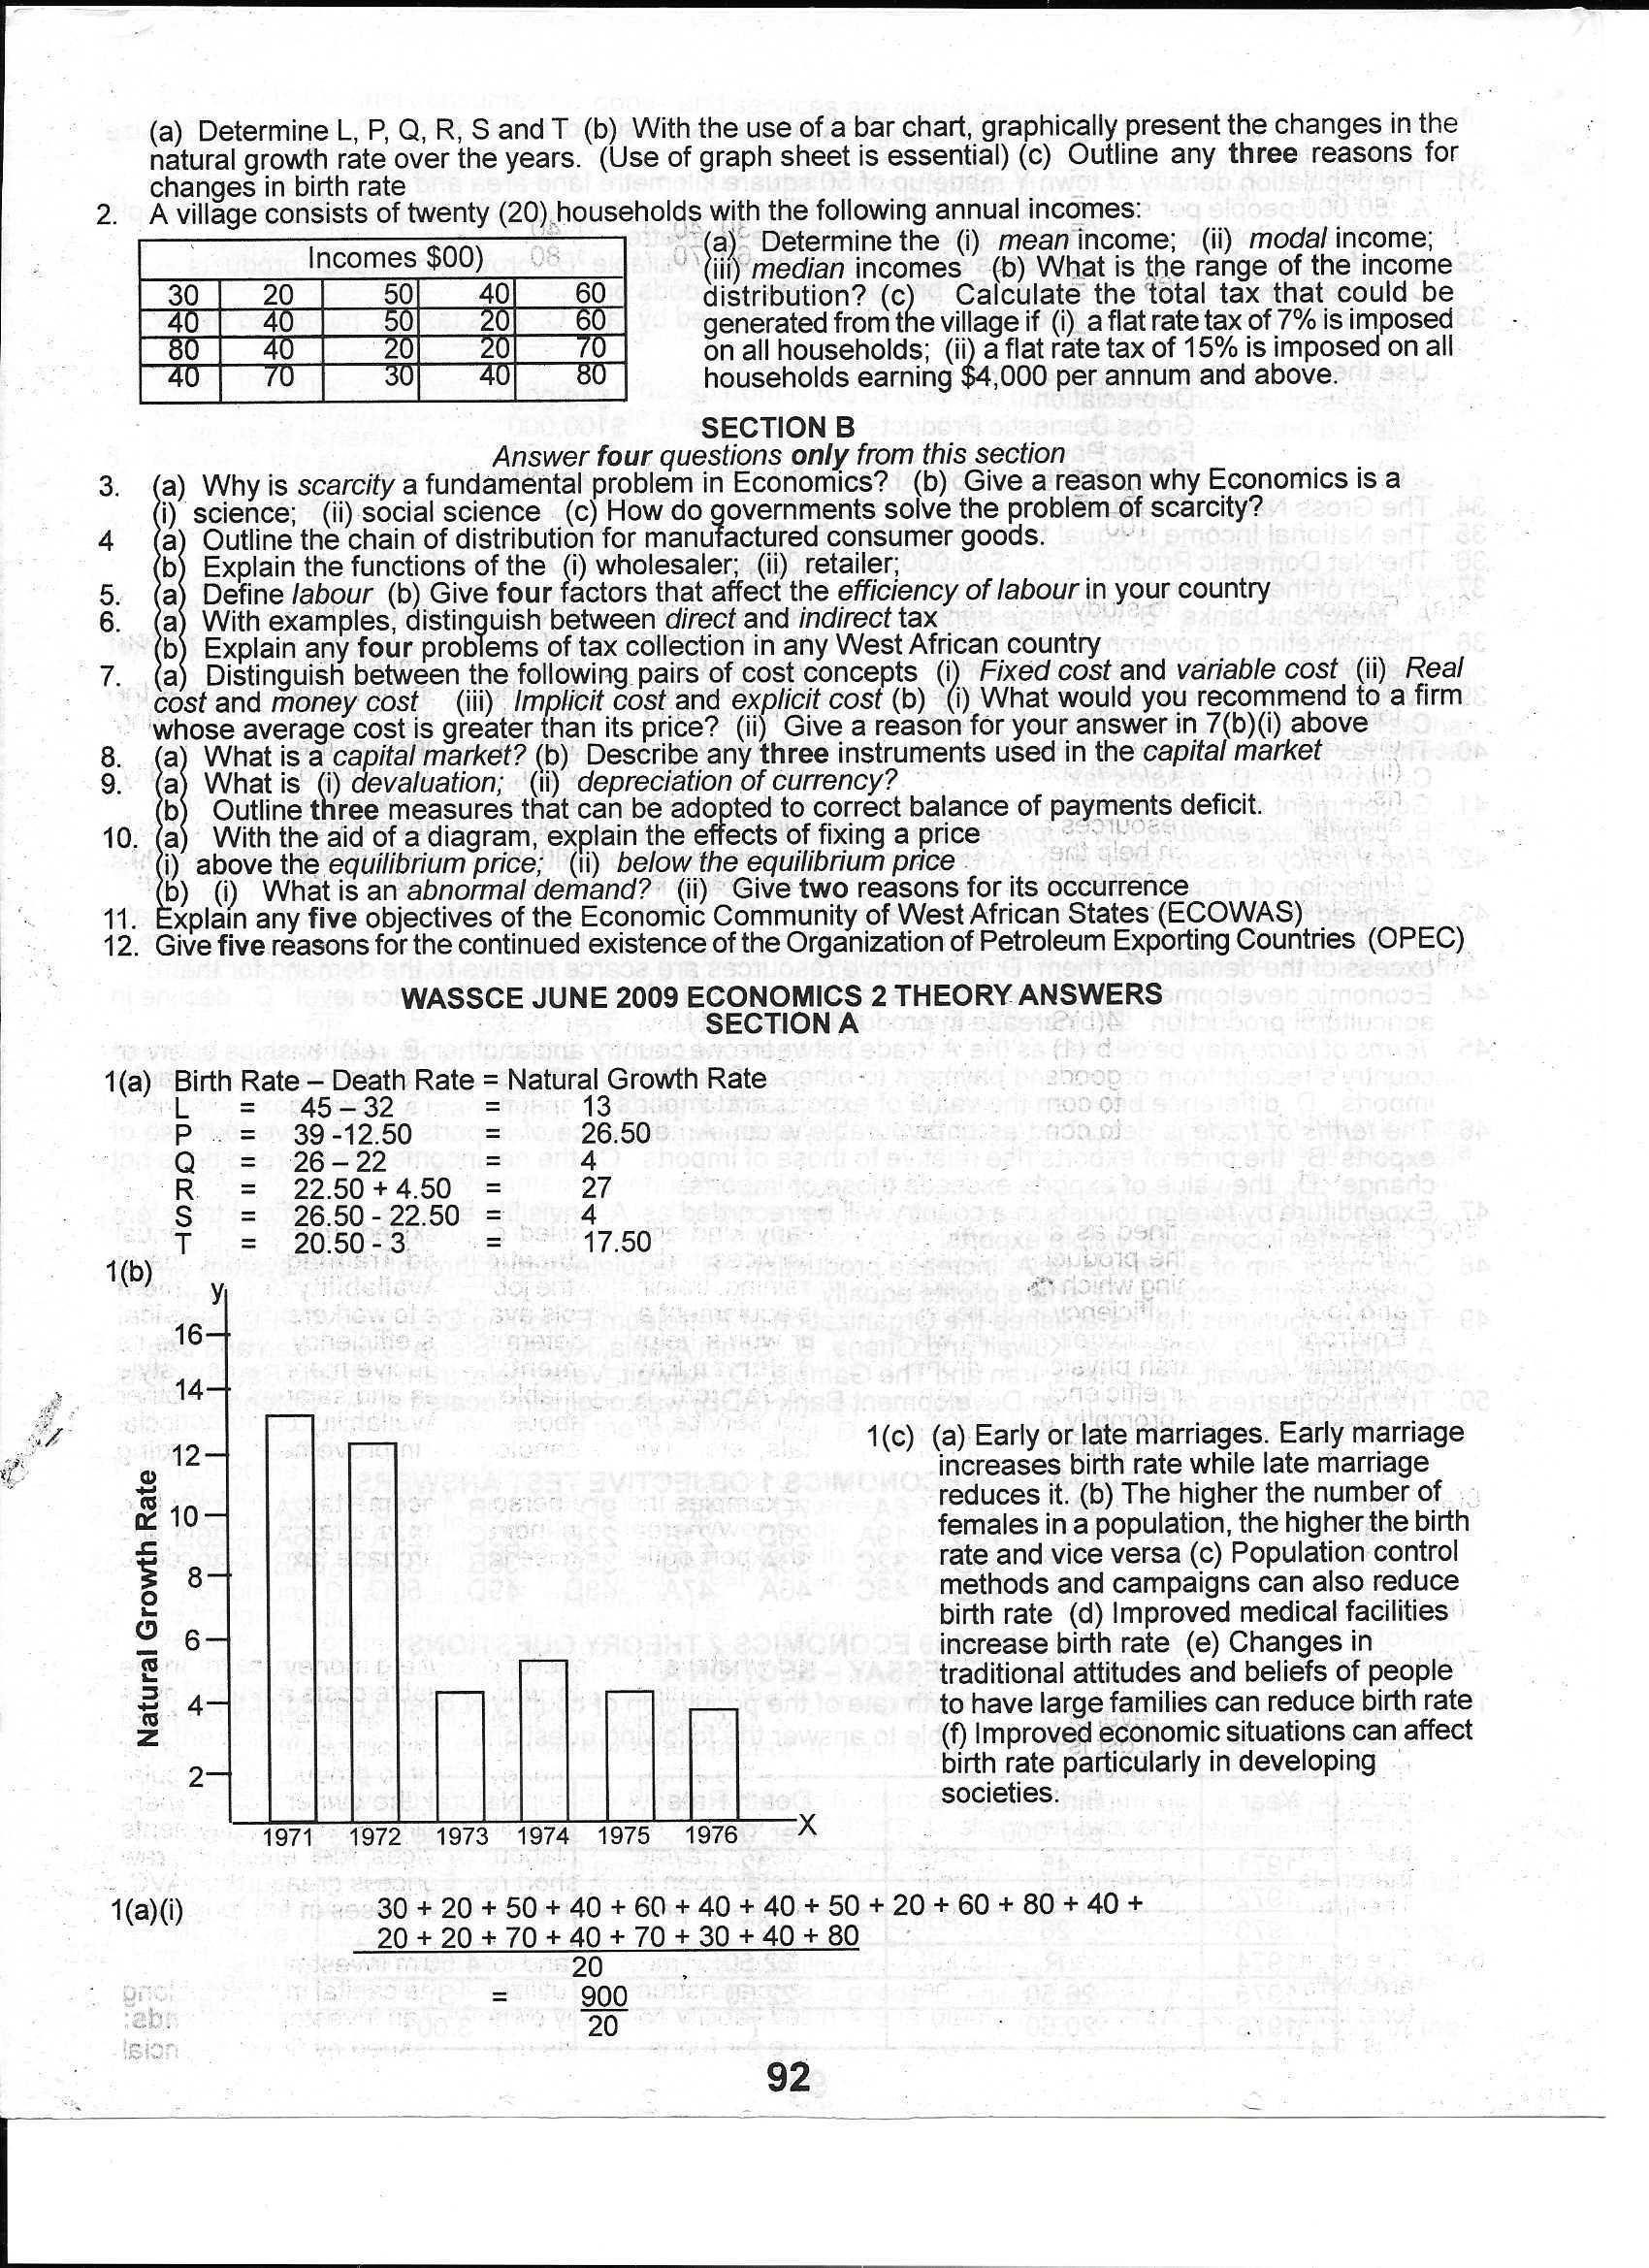 (a) Determine L, P, Q, R, S and T (b) With the use of a bar chart, graphically present the changes in the
natural growth rate over the years. (Use of graph sheet is essential) (c) Outline any three reasons for
changes in birth rate
2. A village consists of twenty (20) households with the following annual incomes:
Incomes $00)
30 20 50 40 60
40 40 50 20 60
80 40 20 20 70
40 70 30 40 80
(a) Determine the (i) mean income; (ii) modal income;
(iii) median incomes (b) What is the range of the income
distribution? (c) Calculate the total tax that could be
generated from the village if (i) a flat rate tax of 7% is imposed
on all households; (ii) a flat rate tax of 15% is imposed on all
households earning $4,000 per annum and above.
SECTION B
Answer four questions only from this section
3. (a) Why is scarcity a fundamental problem in Economics? (b) Give a reason why Economics is a
(i) science; (ii) social science (c) How do governments solve the problem of scarcity?
4 (a) Outline the chain of distribution for manufactured consumer goods.
(b) Explain the functions of the (i) wholesaler; (ii) retailer;
5. (a) Define labour (b) Give four factors that affect the efficiency of labour in your country
6. (a) With examples, distinguish between direct and indirect tax
(b) Explain any four problems of tax collection in any West African country
7. (a) Distinguish between the following pairs of cost concepts (i) Fixed cost and variable cost (ii) Real
cost and money cost (iii) Implicit cost and explicit cost (b) (i) What would you recommend to a firm
whose average cost is greater than its price? (ii) Give a reason for your answer in 7(b)(i) above
8. (a) What is a capital market? (b) Describe any three instruments used in the capital market
9. (a) What is (i) devaluation; (ii) depreciation of currency?
(b) Outline three measures that can be adopted to correct balance of payments deficit.
10. (a) With the aid of a diagram, explain the effects of fixing a price
(i) above the equilibrium price; (ii) below the equilibrium price
(b) (i) What is an abnormal demand? (ii) Give two reasons for its occurrence
11. Explain any five objectives of the Economic Community of West African States (ECOWAS)
12. Give five reasons for the continued existence of the Organization of Petroleum Exporting Countries (OPEC)
WASSCE JUNE 2009 ECONOMICS 2 THEORY ANSWERS
SECTION A
1(a) Birth Rate – Death Rate = Natural Growth Rate
L = 45 – 32 = 13
P = 39 -12.50 = 26.50
Q = 26 – 22 = 4
R = 22.50 + 4.50 = 27
S = 26.50 - 22.50 = 4
T = 20.50 - 3 = 17.50
1(b)
y
16
14
12
10
8
6
4
2
Natural Growth Rate
1971 1972 1973 1974 1975 1976 X
1(c) (a) Early or late marriages. Early marriage
increases birth rate while late marriage
reduces it. (b) The higher the number of
females in a population, the higher the birth
rate and vice versa (c) Population control
methods and campaigns can also reduce
birth rate (d) Improved medical facilities
increase birth rate (e) Changes in
traditional attitudes and beliefs of people
to have large families can reduce birth rate
(f) Improved economic situations can affect
birth rate particularly in developing
societies.
1(a)(i) 30 + 20 + 50 + 40 + 60 + 40 + 40 + 50 + 20 + 60 + 80 + 40 +
20 + 20 + 70 + 40 + 70 + 30 + 40 + 80
20
= 900
20
92